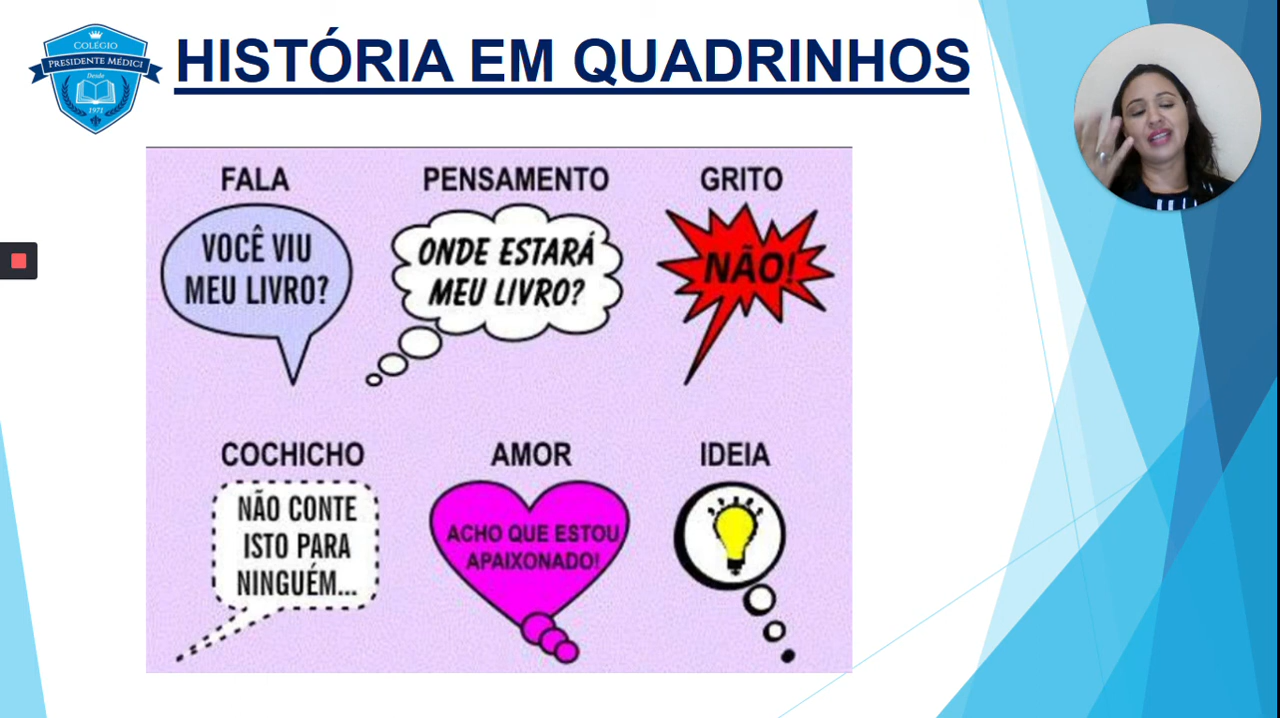 COLÉGIO
PRESIDENTE MÉDICI
Desde
1971
HISTÓRIA EM QUADRINHOS
FALA
PENSAMENTO
GRITO
VOCÊ VIU
MEU LIVRO?
ONDE ESTARÁ
MEU LIVRO?
NÃO!
COCHICHO
AMOR
IDEIA
NÃO CONTE
ISTO PARA
NINGUÉM...
ACHO QUE ESTOU
APAIXONADO!